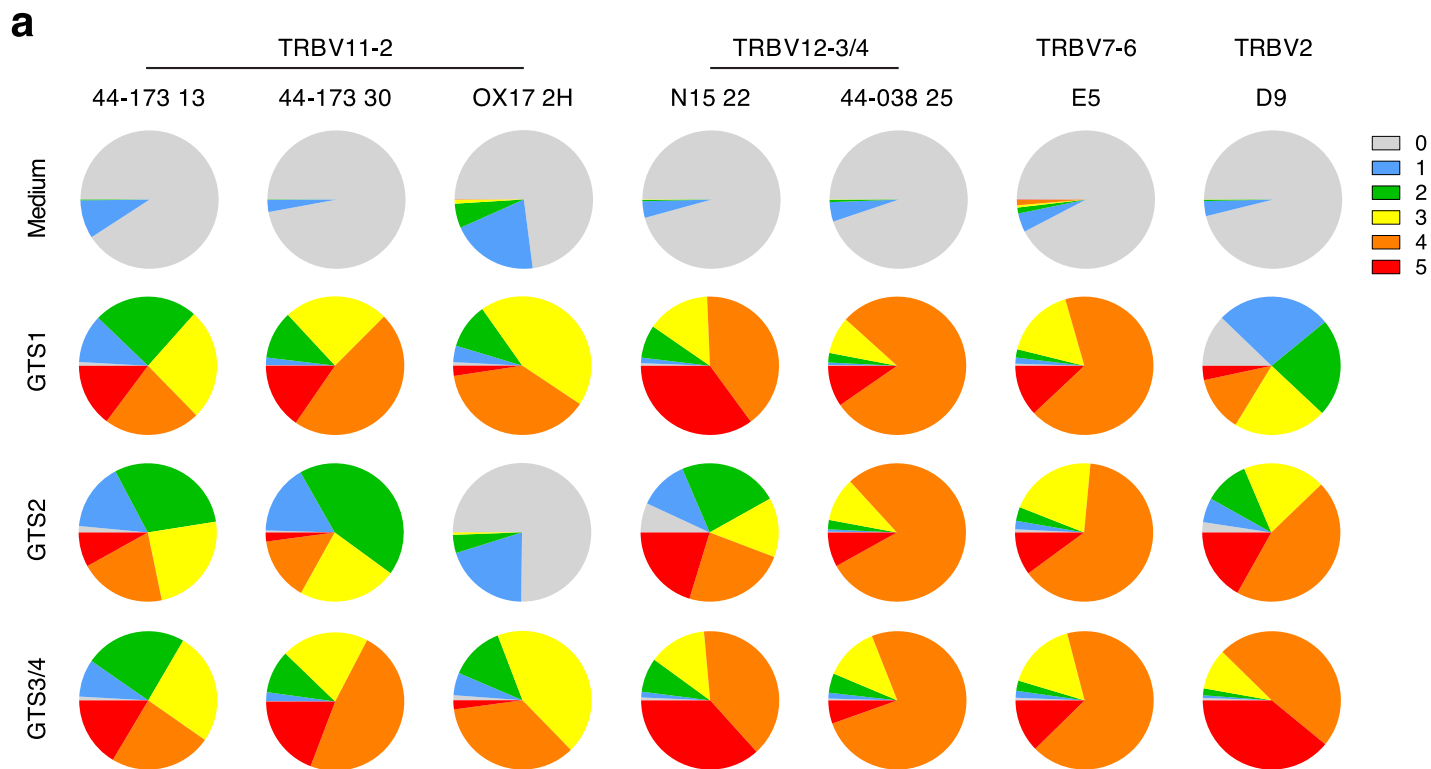 a
TRBV11-2 TRBV12-3/4 TRBV7-6 TRBV2
44-173 13 44-173 30 OX17 2H N15 22 44-038 25 E5 D9
Medium
0
1
2
3
4
5
GTS1
GTS2
GTS3/4